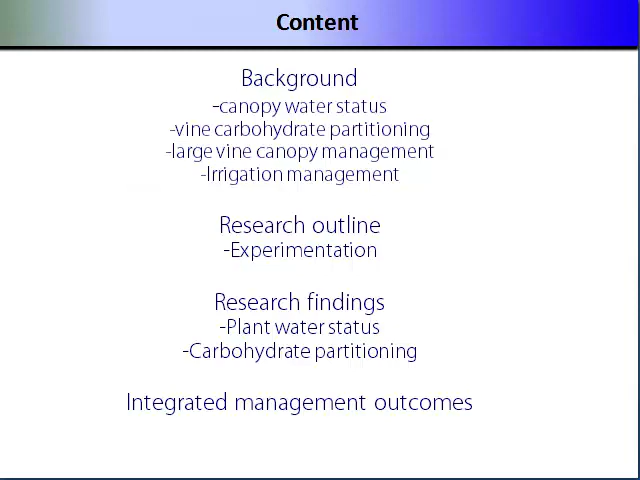 Content
Background
-canopy water status
-vine carbohydrate partitioning
-large vine canopy management
-Irrigation management
Research outline
-Experimentation
Research findings
-Plant water status
-Carbohydrate partitioning
Integrated management outcomes